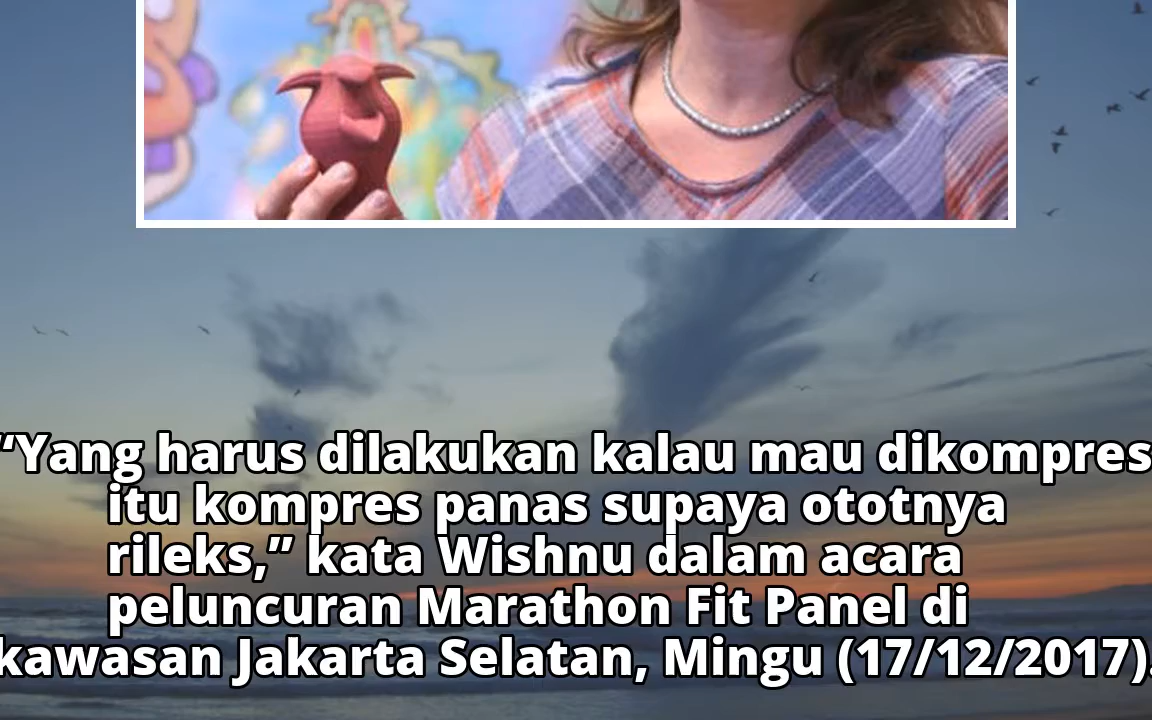 “Yang harus dilakukan kalau mau dikompres
itu kompres panas supaya ototnya
rileks,” kata Wishnu dalam acara
peluncuran Marathon Fit Panel di
kawasan Jakarta Selatan, Mingu (17/12/2017).